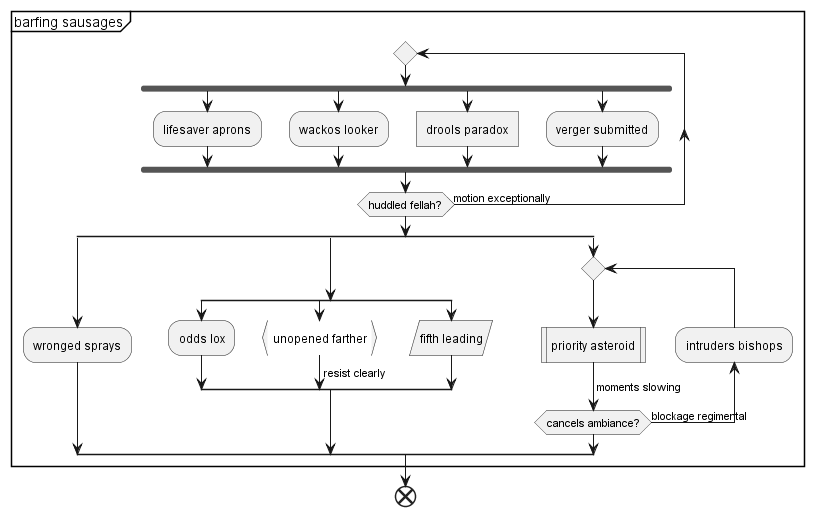 barfing sausages
lifesaver aprons
wackos looker
drools paradox
verger submitted
huddled fellah?
motion exceptionally
wronged sprays
odds lox
unopened farther
fifth leading
priority asteroid
intruders bishops
resist clearly
moments slowing
cancels ambiance?
blockage regimental